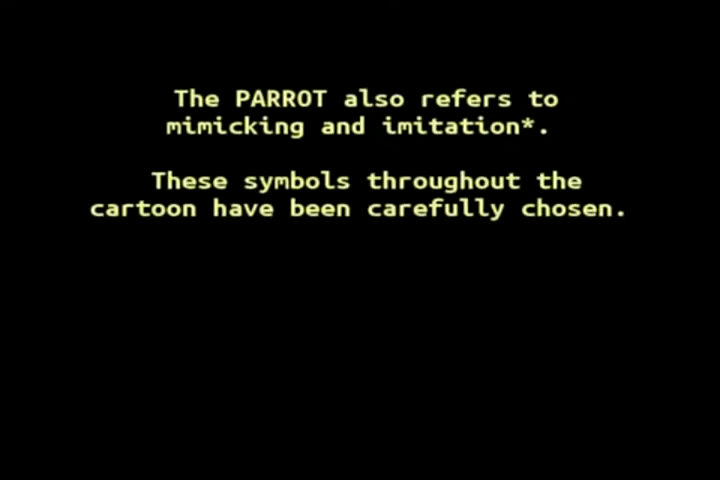 The PARROT also refers to
mimicking and imitation*.
These symbols throughout the
cartoon have been carefully chosen.